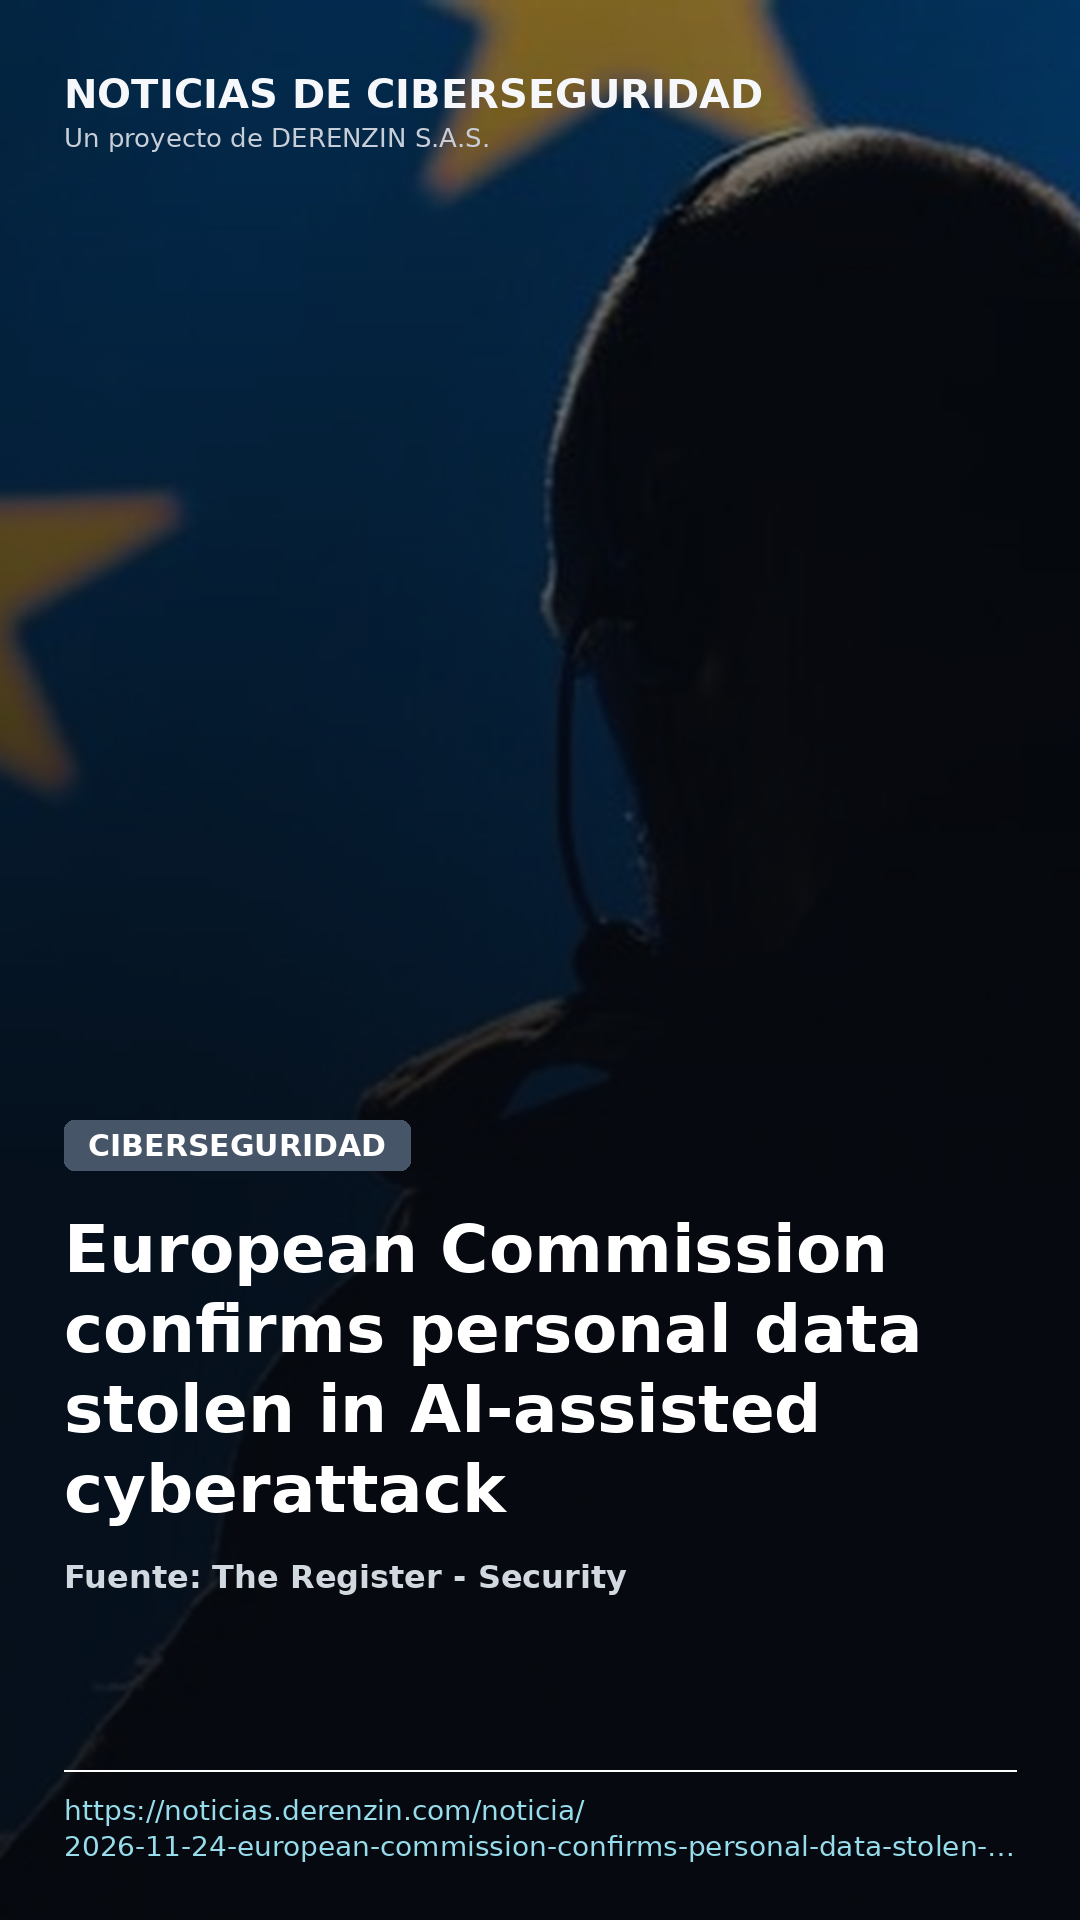 NOTICIAS DE CIBERSEGURIDAD
Un proyecto de DERENZIN S.A.S.
CIBERSEGURIDAD
European Commission
confirms personal data
stolen in AI-assisted
cyberattack
Fuente: The Register - Security
https://noticias.derenzin.com/noticia/
2026-11-24-european-commission-confirms-personal-data-stolen-...